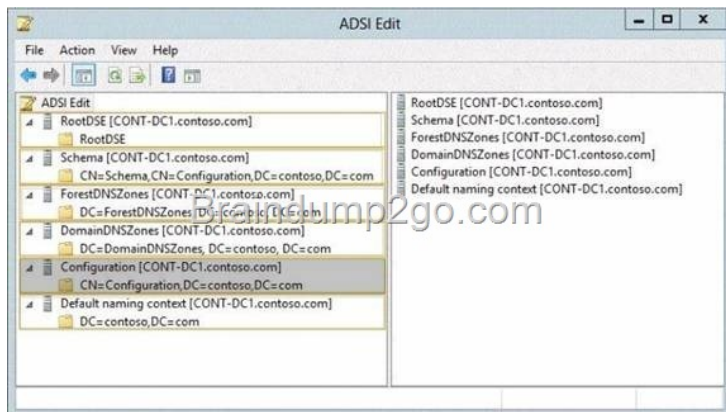 ADSI Edit
File Action View Help
ADSI Edit
RootDSE [CONT-DC1.contoso.com]
RootDSE
Schema [CONT-DC1.contoso.com]
CN=Schema,CN=Configuration,DC=contoso,DC=com
ForestDNSZones [CONT-DC1.contoso.com]
DC=ForestDNSZones, DC=contoso, DC=com
DomainDNSZones [CONT-DC1.contoso.com]
DC=DomainDNSZones, DC=contoso, DC=com
Configuration [CONT-DC1.contoso.com]
CN=Configuration,DC=contoso,DC=com
Default naming context [CONT-DC1.contoso.com]
DC=contoso,DC=com
RootDSE [CONT-DC1.contoso.com]
Schema [CONT-DC1.contoso.com]
ForestDNSZones [CONT-DC1.contoso.com]
DomainDNSZones [CONT-DC1.contoso.com]
Configuration [CONT-DC1.contoso.com]
Default naming context [CONT-DC1.contoso.com]
Braindump2go.com